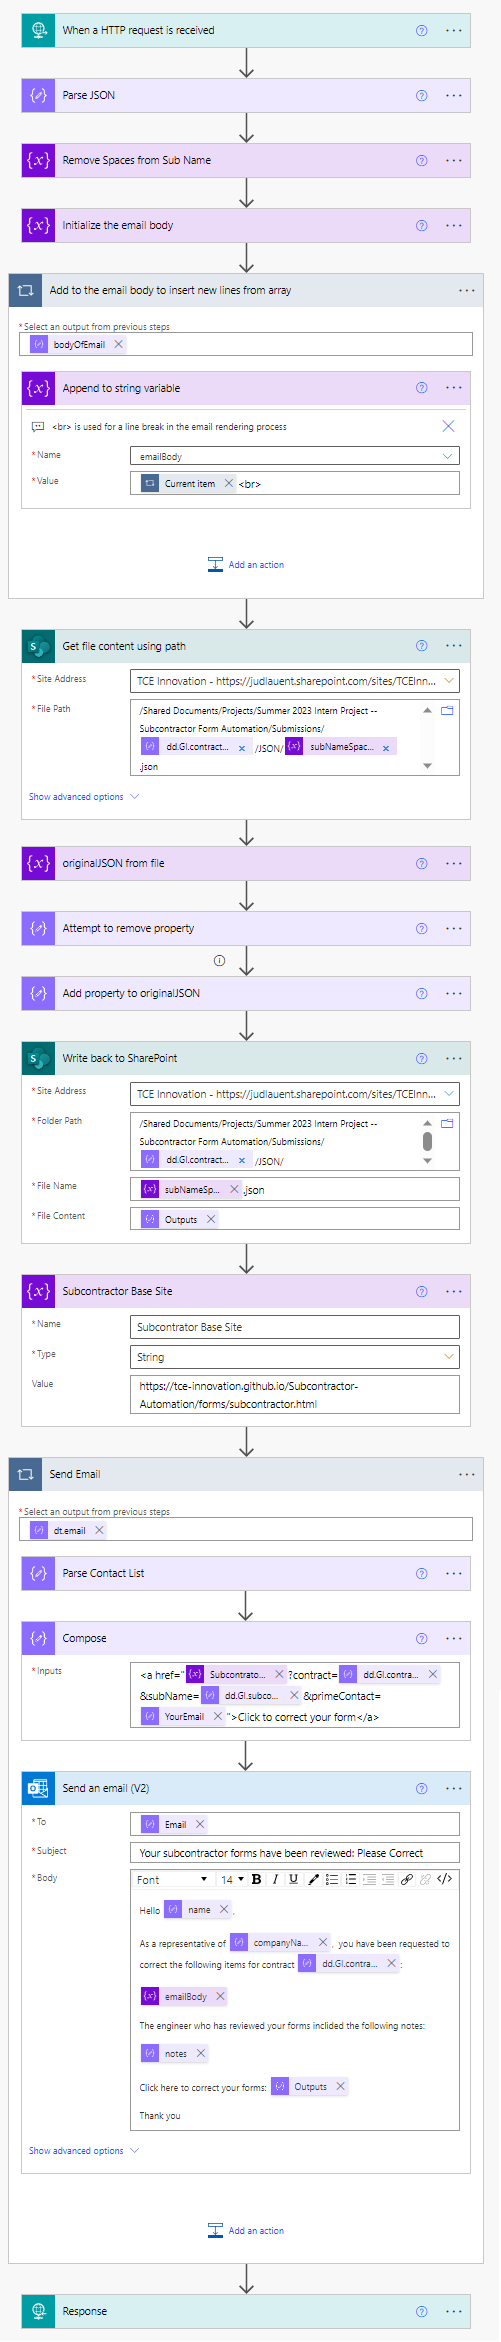 When a HTTP request is received
Parse JSON
Remove Spaces from Sub Name
Initialize the email body
Add to the email body to insert new lines from array
* Select an output from previous steps
bodyOfEmail
Append to string variable
<br> is used for a line break in the email rendering process
* Name
emailBody
* Value
Current item <br>
Add an action
Get file content using path
* Site Address
TCE Innovation - https://judlauent.sharepoint.com/sites/TCEInn...
* File Path
/Shared Documents/Projects/Summer 2023 Intern Project --
Subcontractor Form Automation/Submissions/
dd.GI.contract... /JSON/ subNameSpac...
.json
Show advanced options
originalJSON from file
Attempt to remove property
Add property to originalJSON
Write back to SharePoint
* Site Address
TCE Innovation - https://judlauent.sharepoint.com/sites/TCEInn...
* Folder Path
/Shared Documents/Projects/Summer 2023 Intern Project --
Subcontractor Form Automation/Submissions/
dd.GI.contract... /JSON/
* File Name
subNameSp... .json
* File Content
Outputs
Subcontractor Base Site
* Name
Subcontrator Base Site
* Type
String
Value
https://tce-innovation.github.io/Subcontractor-
Automation/forms/subcontractor.html
Send Email
* Select an output from previous steps
dt.email
Parse Contact List
Compose
* Inputs
<a href=" Subcontrato... ?contract= dd.GI.contra...
&subName= dd.GI.subco... &primeContact=
YourEmail ">Click to correct your form</a>
Send an email (V2)
* To
Email
* Subject
Your subcontractor forms have been reviewed: Please Correct
* Body
Font 14 B I U </>
Hello name ,
As a representative of companyNa... , you have been requested to
correct the following items for contract dd.GI.contra... :
emailBody
The engineer who has reviewed your forms inclided the following notes:
notes
Click here to correct your forms: Outputs
Thank you
Show advanced options
Add an action
Response